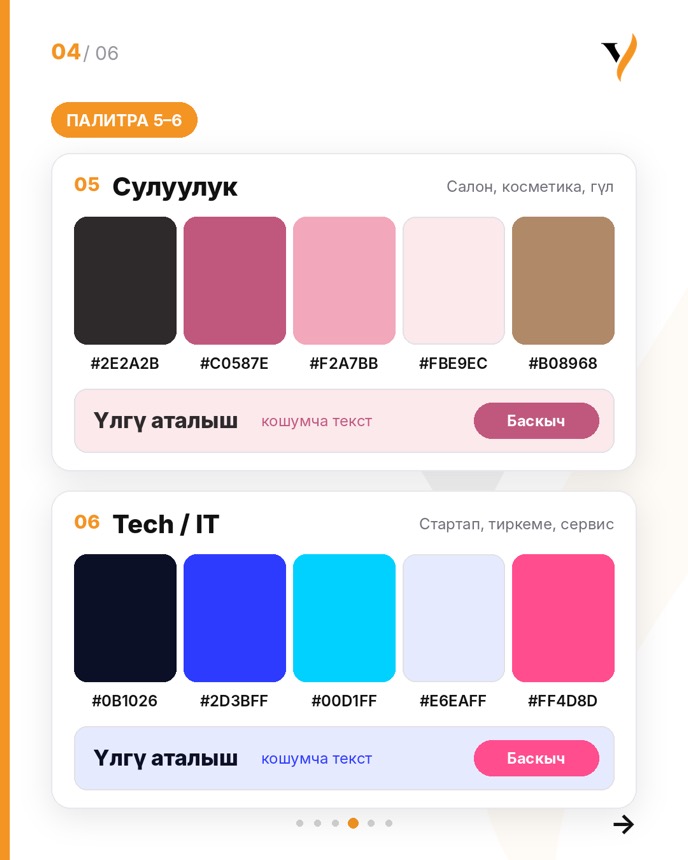 04 / 06
ПАЛИТРА 5–6
05 Сулуулук Салон, косметика, гүл
#2E2A2B #C0587E #F2A7BB #FBE9EC #B08968
Үлгү аталыш кошумча текст Баскыч
06 Tech / IT Стартап, тиркеме, сервис
#0B1026 #2D3BFF #00D1FF #E6EAFF #FF4D8D
Үлгү аталыш кошумча текст Баскыч